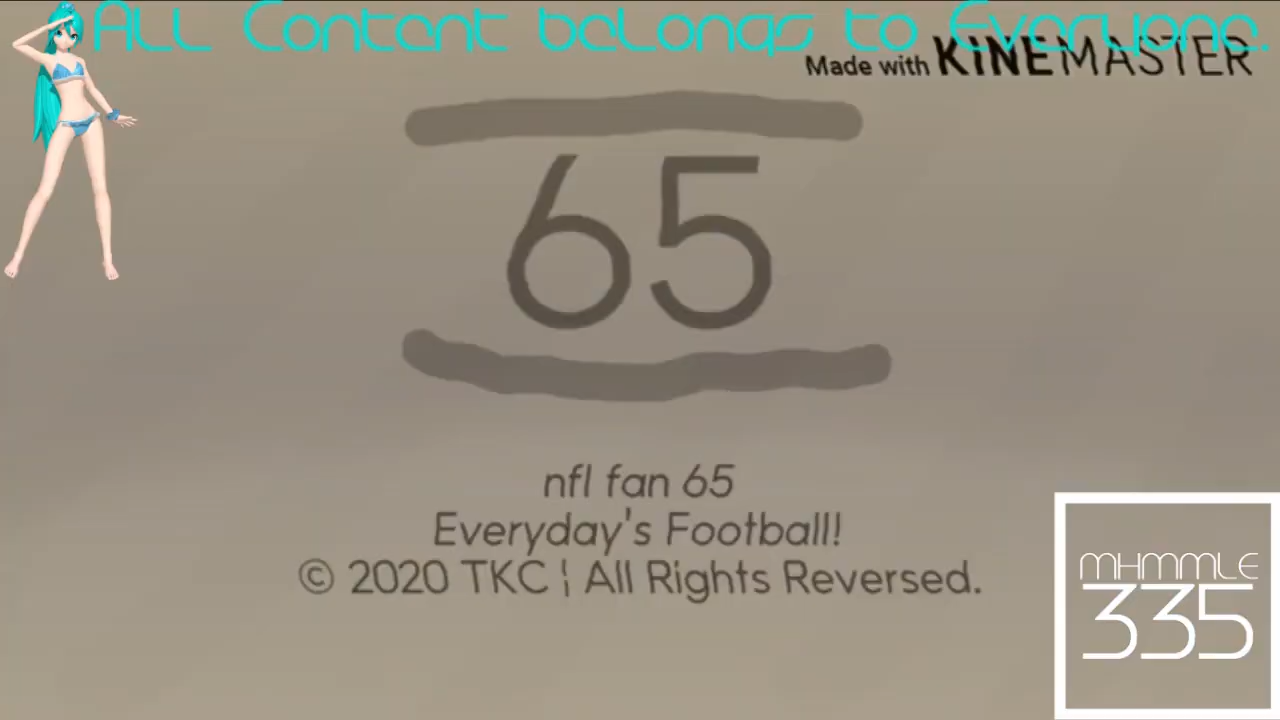 All Content belongs to Everyone.
Made with KINEMASTER
65
nfl fan 65
Everyday's Football!
© 2020 TKC ¦ All Rights Reversed.
MHMMLE
335